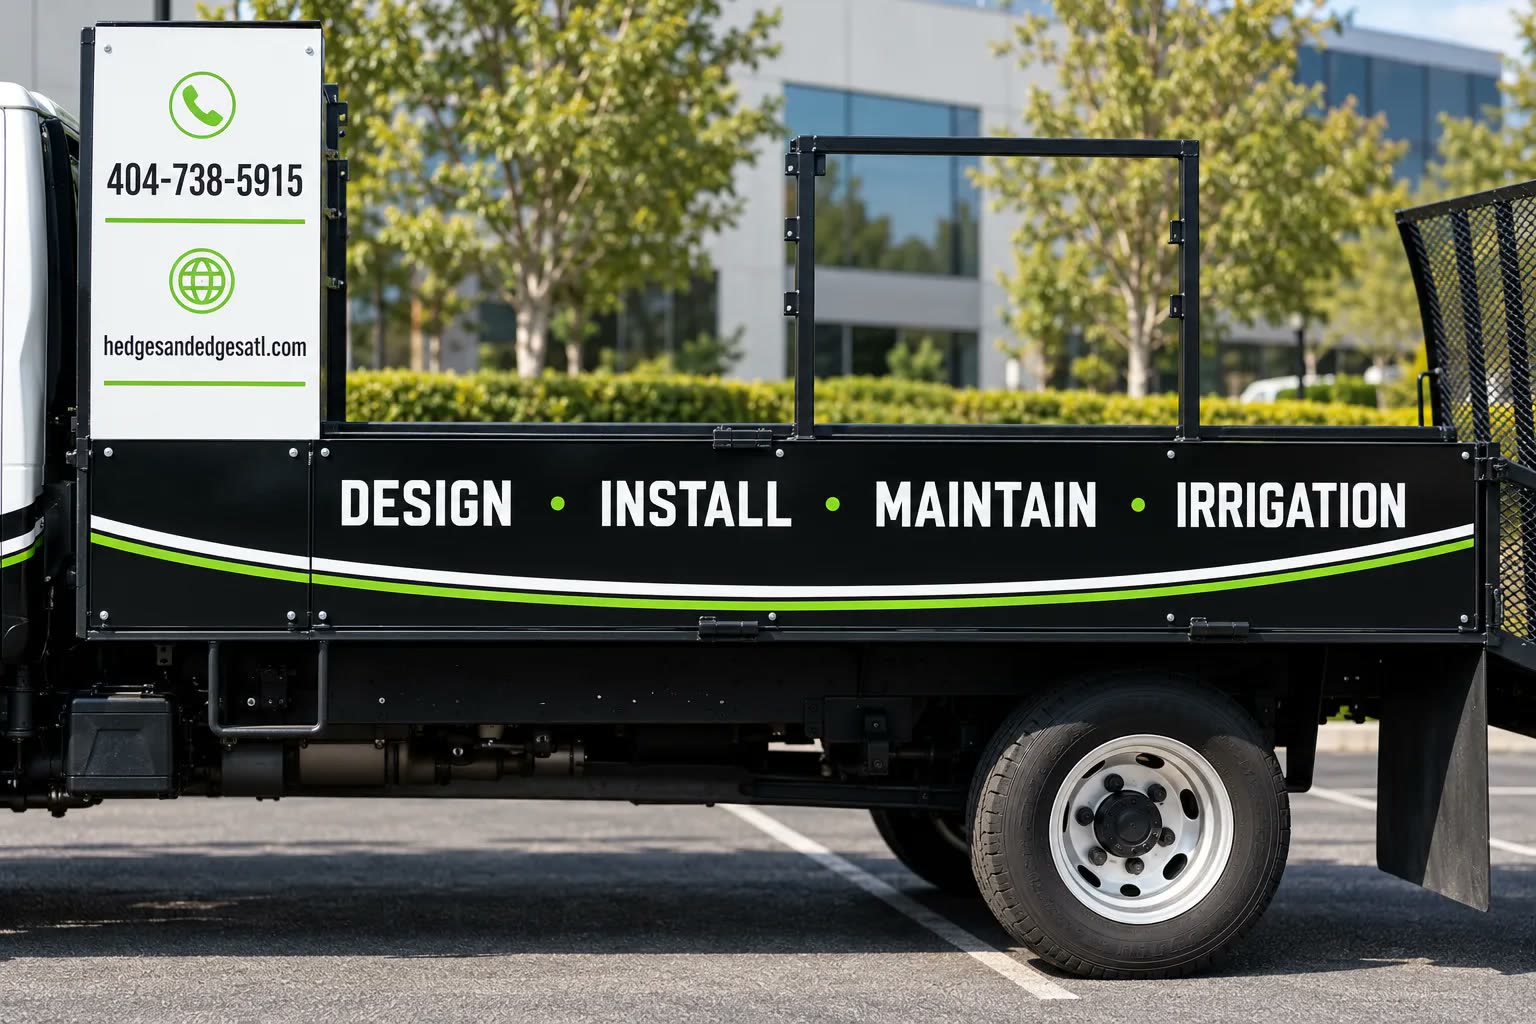 404-738-5915
hedgesandedgesatl.com
DESIGN • INSTALL • MAINTAIN • IRRIGATION